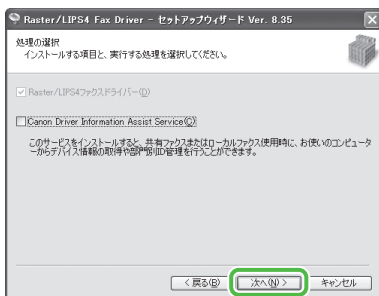 Raster/LIPS4 Fax Driver - セットアップウィザード Ver. 8.35
処理の選択
インストールする項目と、実行する処理を選択してください。
Raster/LIPS4ファクスドライバー(D)
Canon Driver Information Assist Service(C)
このサービスをインストールすると、共有ファクスまたはローカルファクス使用時に、お使いのコンピュータ
ーからデバイス情報の取得や部門別ID管理を行うことができます。
< 戻る(B) 次へ(N) > キャンセル